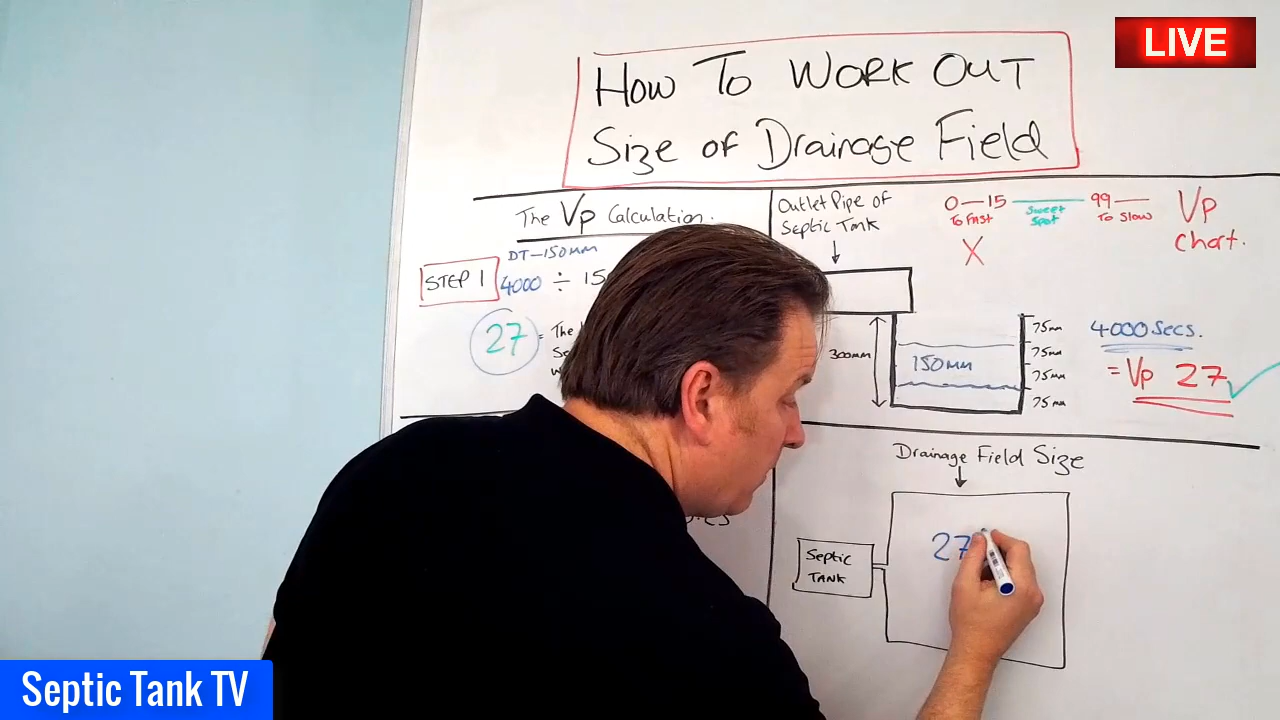 LIVE
How To WORK OUT
Size of Drainage Field
The Vp Calculation.
DT-150mm
STEP 1
4000 ÷ 15
27 = The
Outlet Pipe of
Septic Tank
0—15 —— 99—
To Fast
Sweet
Spot
To Slow
X
Vp
chart.
300mm
150mm
75mm
75mm
75mm
75mm
4000 Secs.
= Vp 27 ✓
Drainage Field Size
Septic
TANK
27
Septic Tank TV